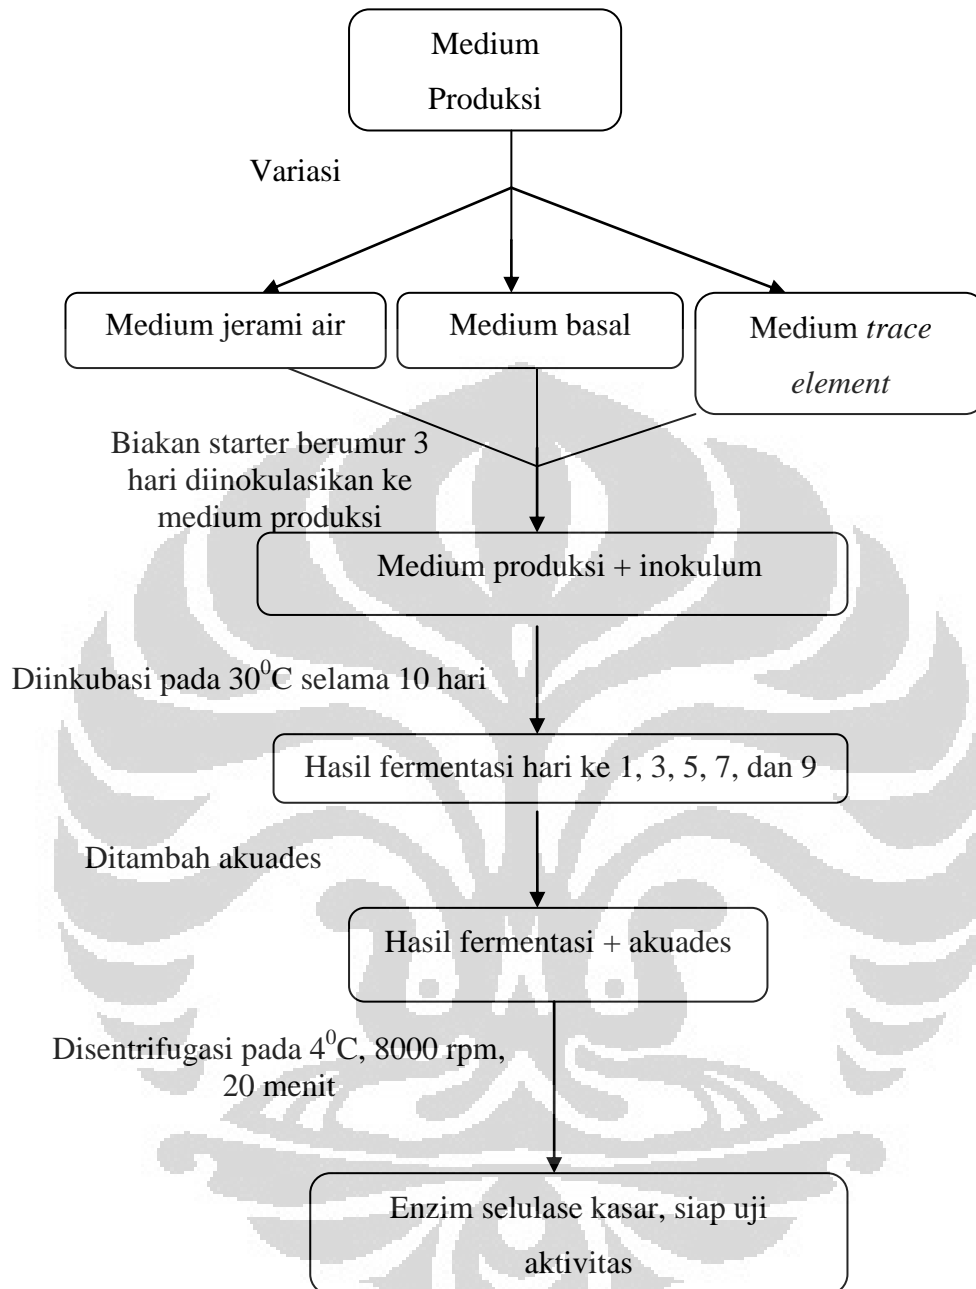 Medium
Produksi
Variasi
Medium jerami air
Medium basal
Medium trace
element
Biakan starter berumur 3
hari diinokulasikan ke
medium produksi
Medium produksi + inokulum
Diinkubasi pada 30⁰C selama 10 hari
Hasil fermentasi hari ke 1, 3, 5, 7, dan 9
Ditambah akuades
Hasil fermentasi + akuades
Disentrifugasi pada 4⁰C, 8000 rpm,
20 menit
Enzim selulase kasar, siap uji
aktivitas